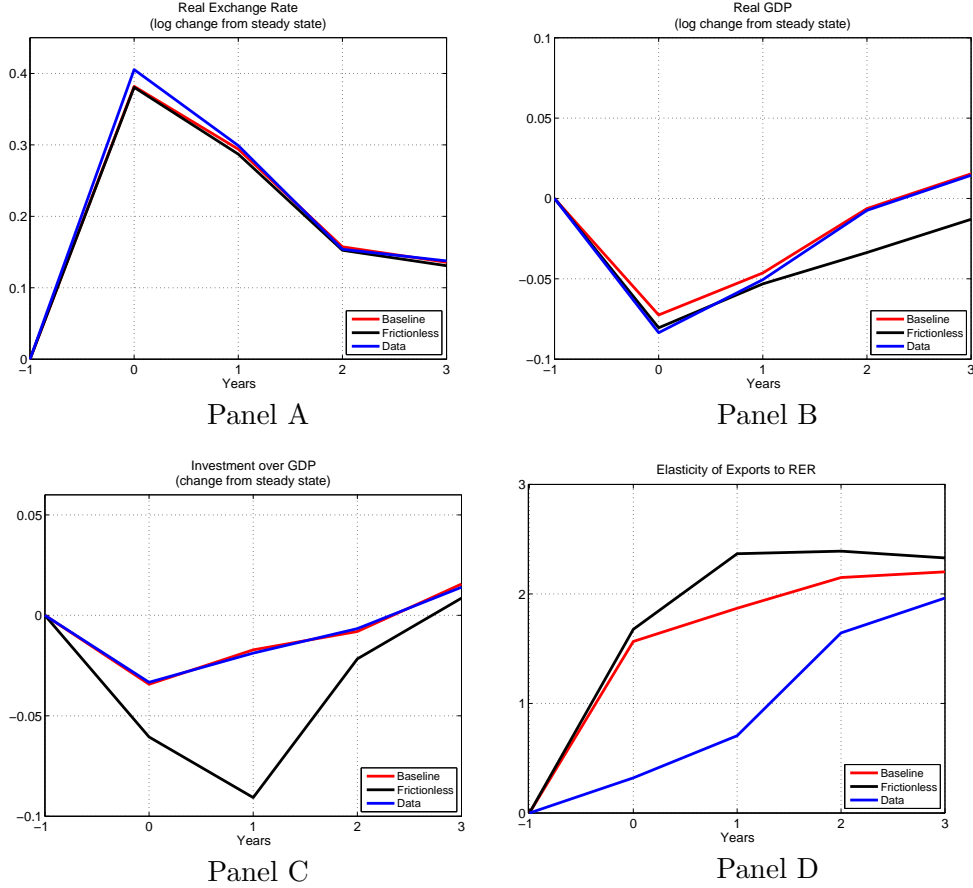 Real Exchange Rate
(log change from steady state)
0.4
0.3
0.2
0.1
0
−1
0
1
2
3
Years
Baseline
Frictionless
Data
Panel A
Real GDP
(log change from steady state)
0.1
0.05
0
−0.05
−0.1
−1
0
1
2
3
Years
Baseline
Frictionless
Data
Panel B
Investment over GDP
(change from steady state)
0.05
0
−0.05
−0.1
−1
0
1
2
3
Years
Baseline
Frictionless
Data
Panel C
Elasticity of Exports to RER
3
2
1
0
−1
0
1
2
3
Years
Baseline
Frictionless
Data
Panel D